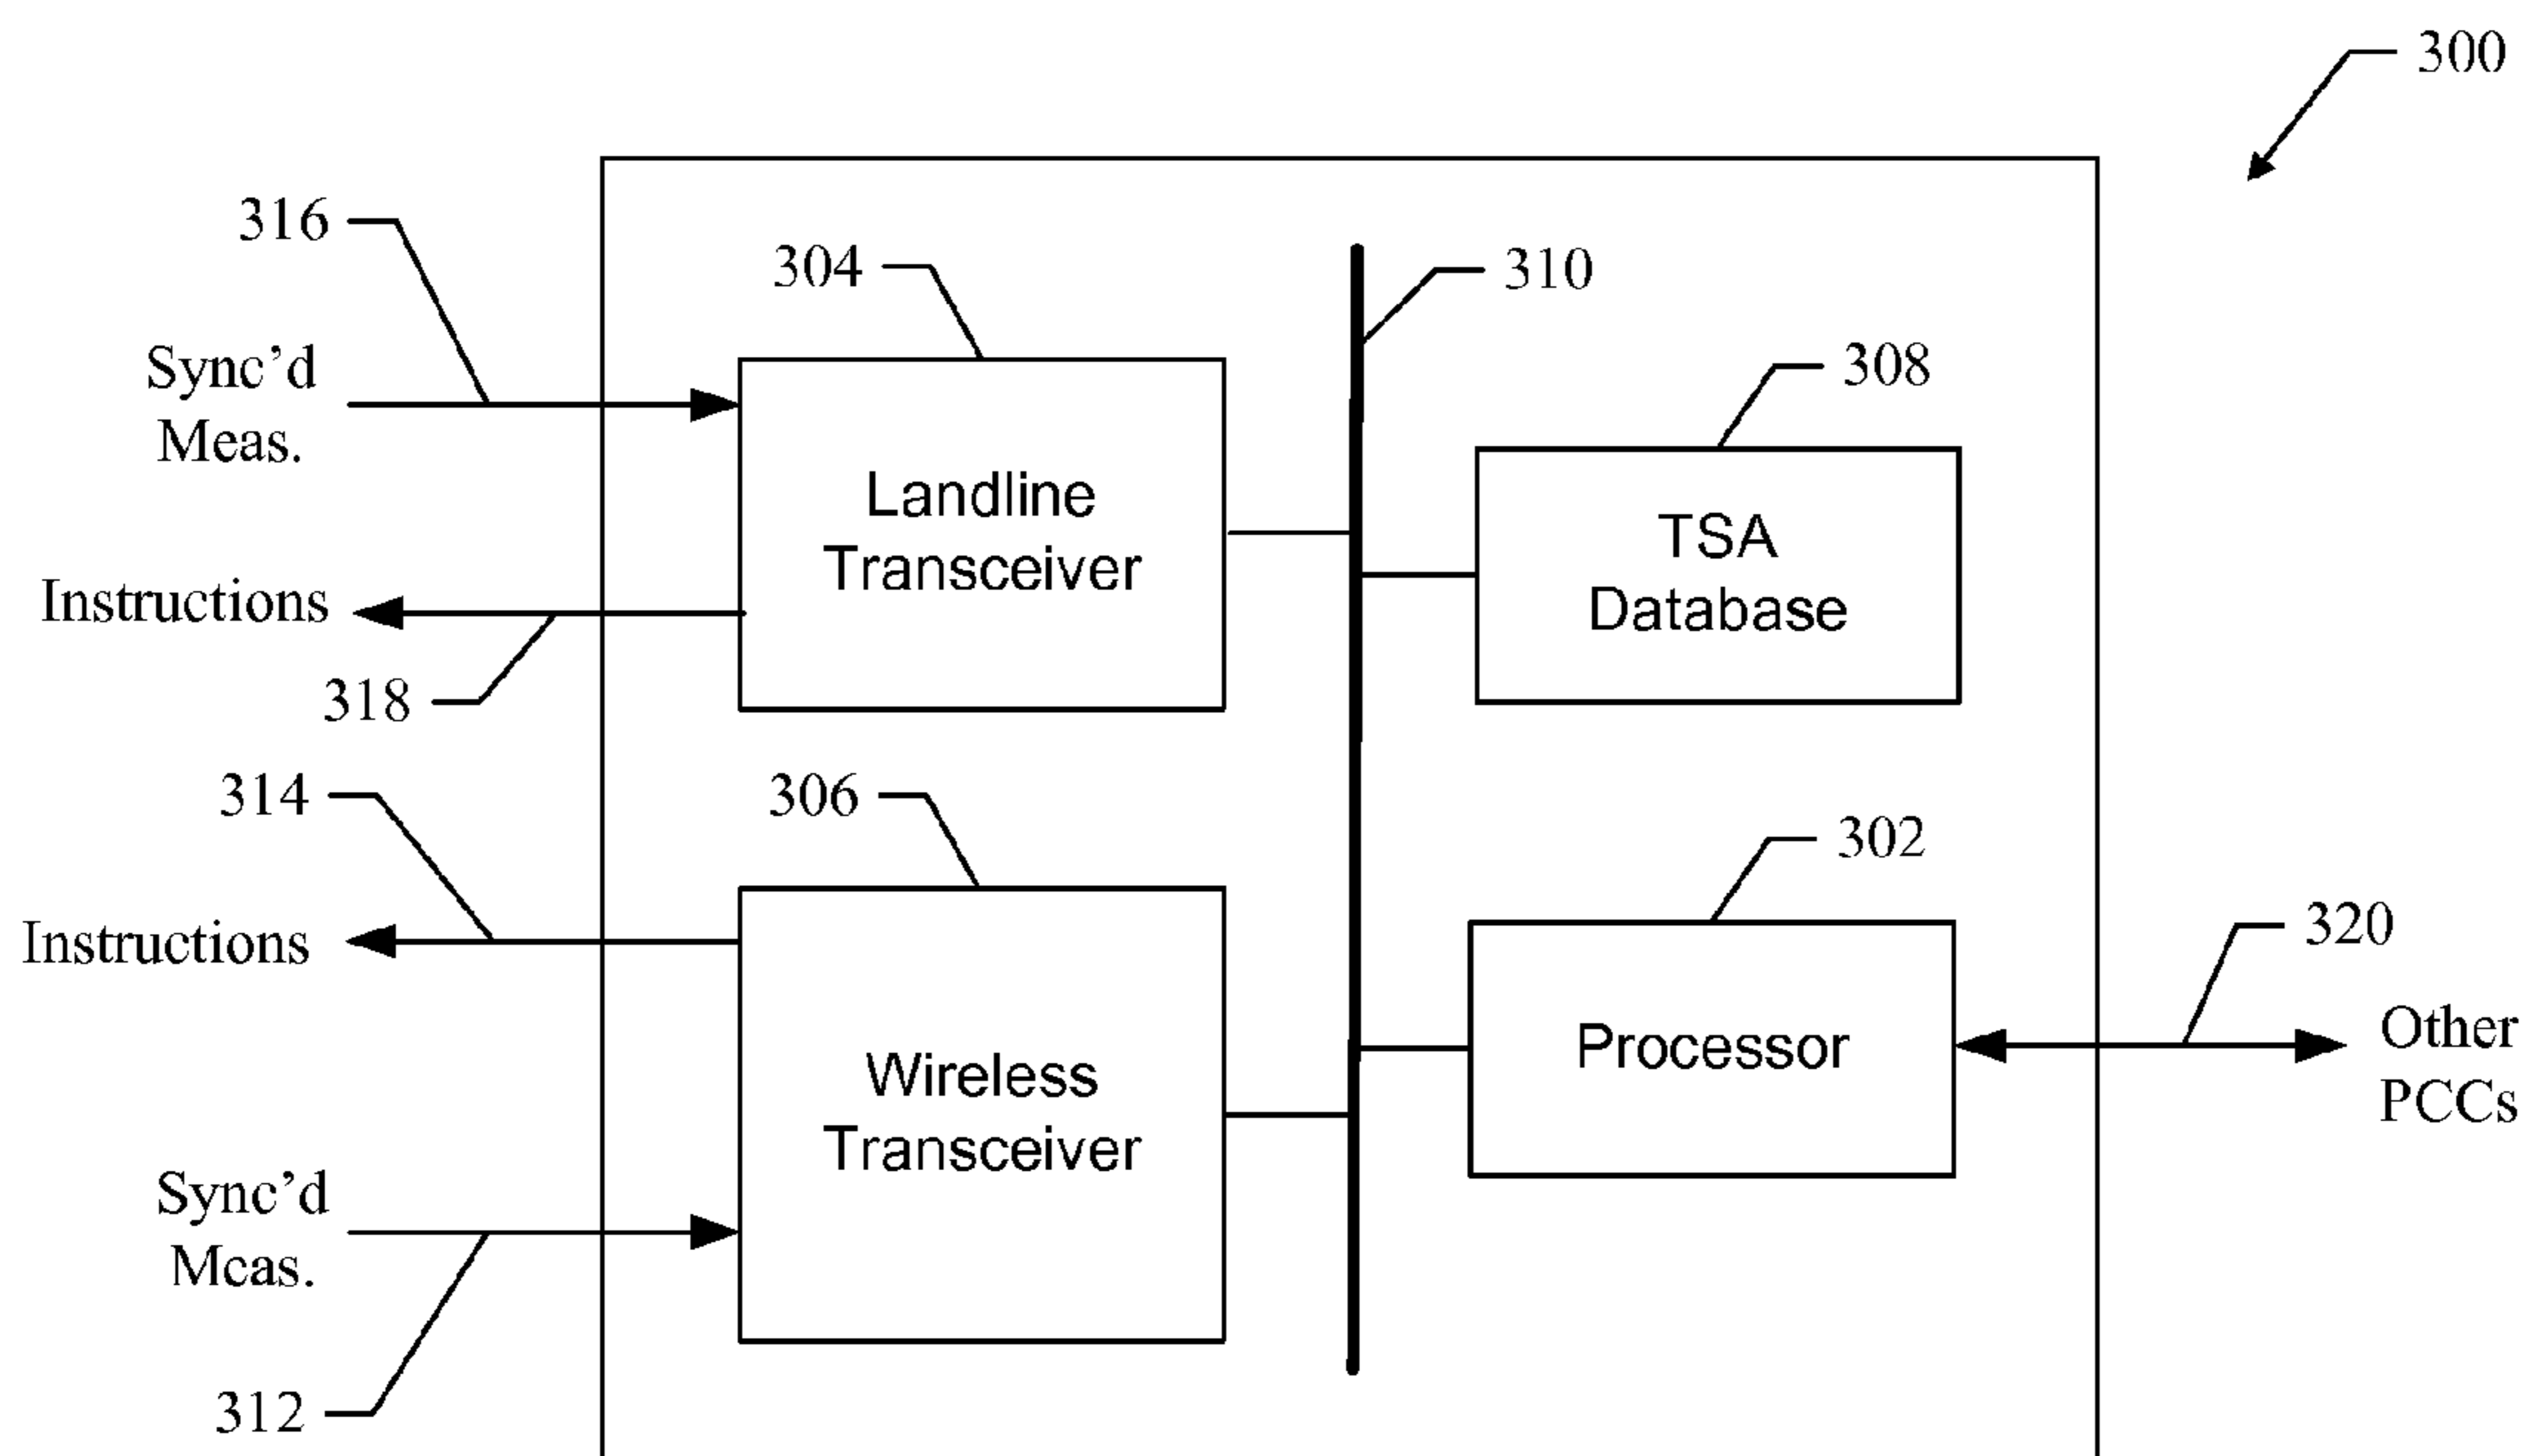 300
316
304
310
Sync’d
Meas.
308
Landline
Transceiver
TSA
Database
Instructions
318
314
306
302
Instructions
320
Wireless
Transceiver
Processor
Other
PCCs
Sync’d
Mcas.
312